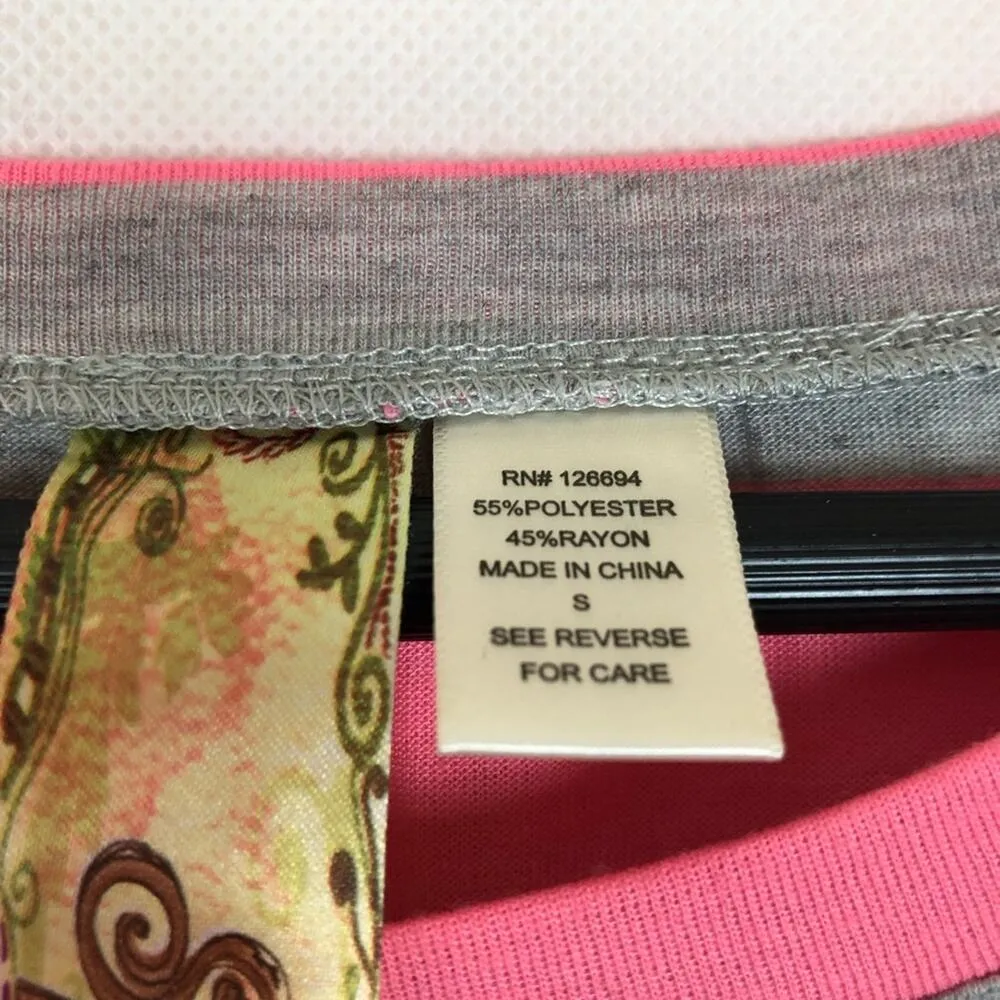 RN# 126694
55%POLYESTER
45%RAYON
MADE IN CHINA
S
SEE REVERSE
FOR CARE